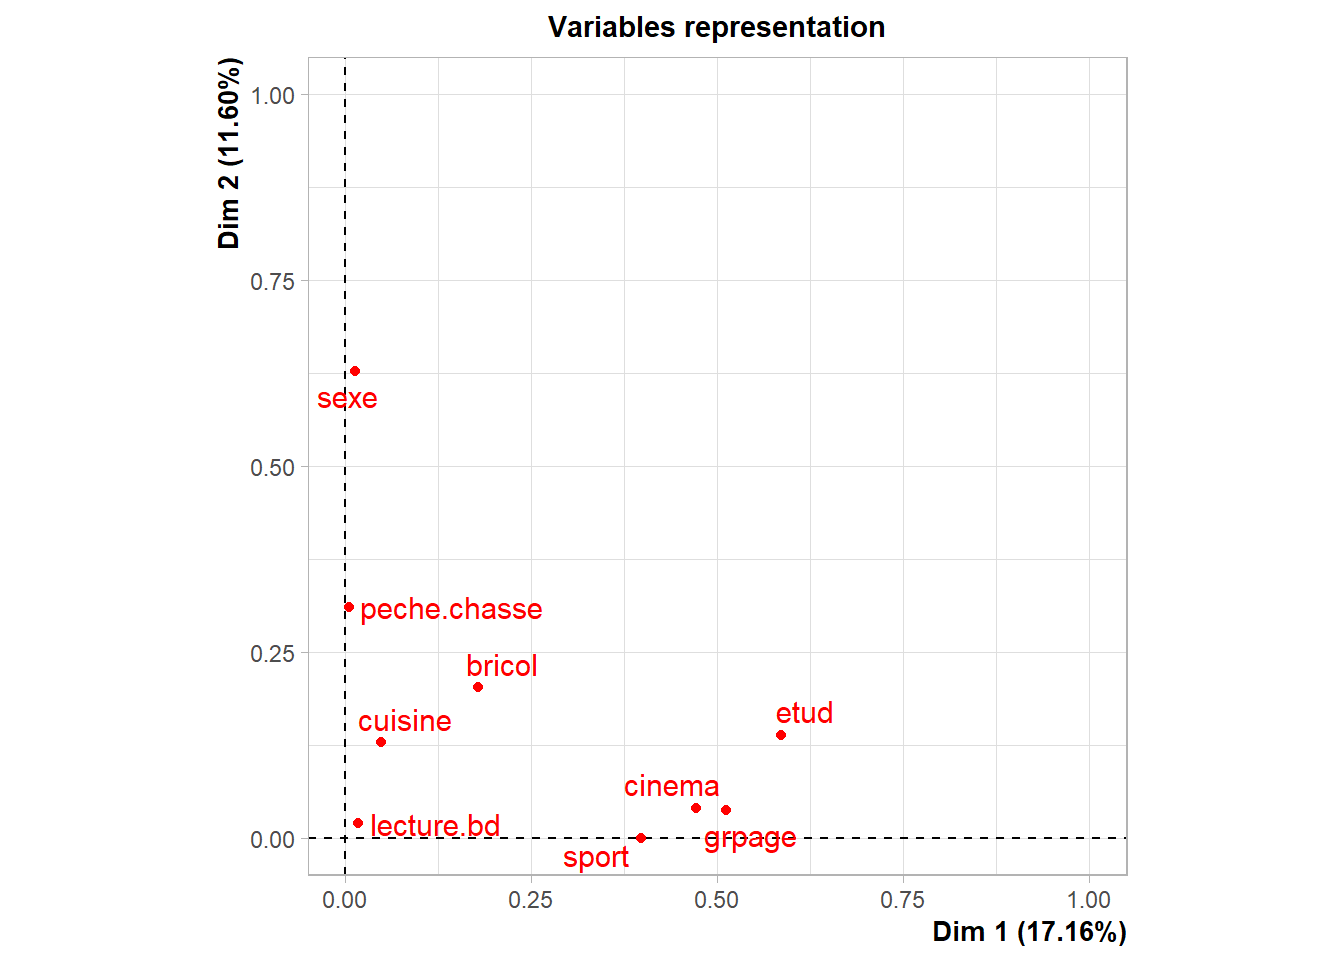 Variables representation
Dim 2 (11.60%)
1.00
0.75
0.50
0.25
0.00
sexe
peche.chasse
bricol
cuisine
etud
cinema
lecture.bd
grpage
sport
0.00 0.25 0.50 0.75 1.00
Dim 1 (17.16%)